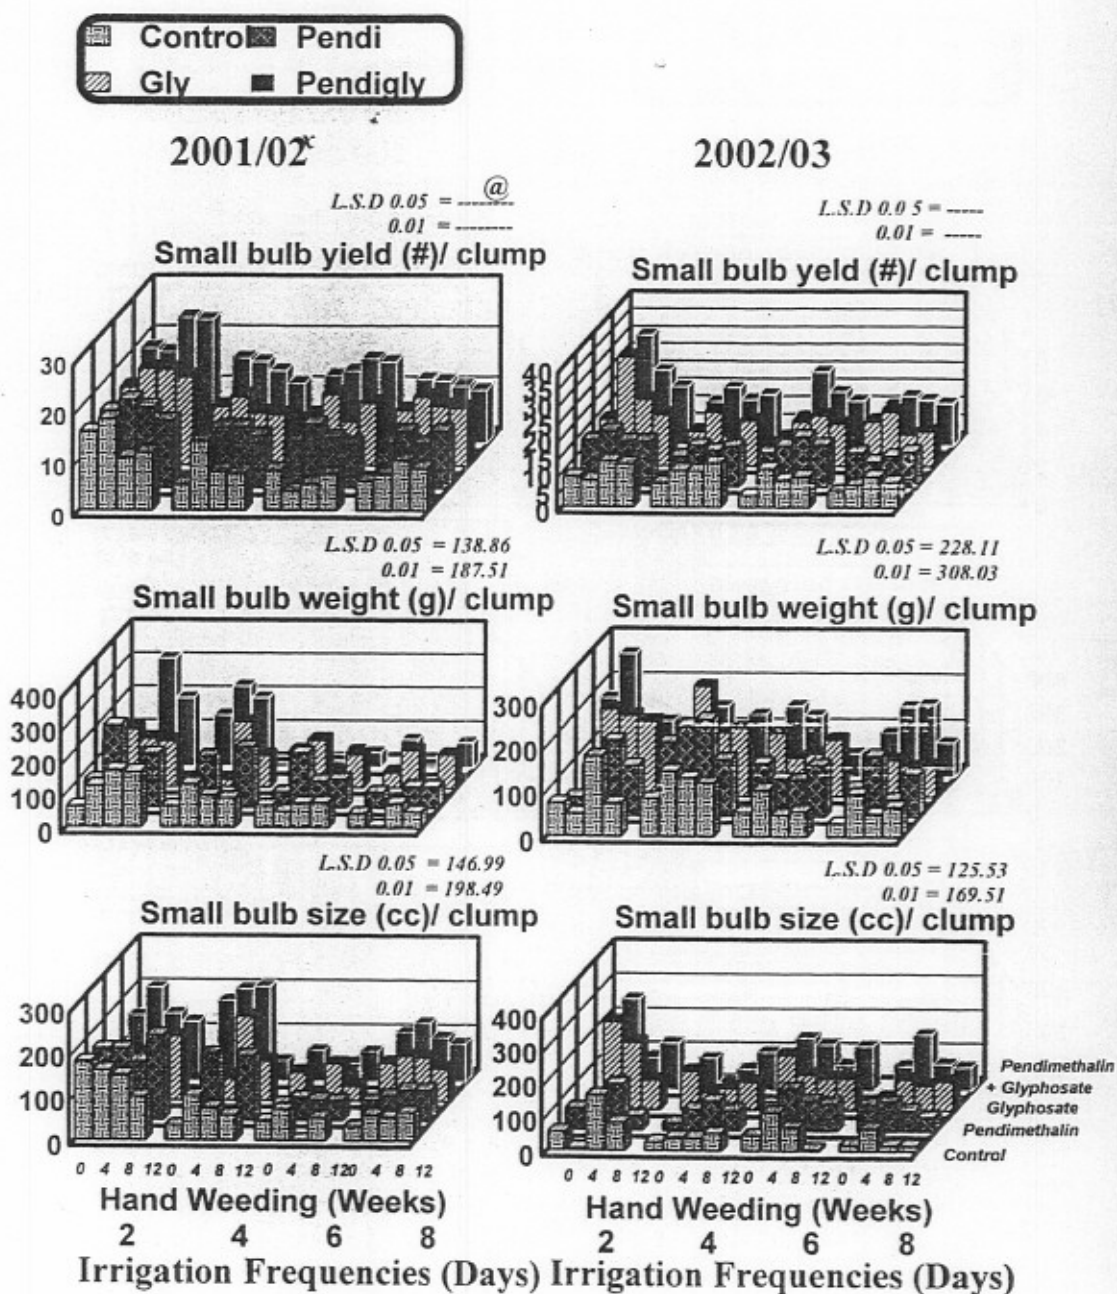 Control Pendi
Gly Pendigly
2001/02x
2002/03
L.S.D 0.05 = --------@
0.01 = --------
Small bulb yield (#)/ clump
30
20
10
0
L.S.D 0.0 5 = -----
0.01 = -----
Small bulb yeld (#)/ clump
40
35
30
25
20
15
10
5
0
L.S.D 0.05 = 138.86
0.01 = 187.51
Small bulb weight (g)/ clump
400
300
200
100
0
L.S.D 0.05 = 228.11
0.01 = 308.03
Small bulb weight (g)/ clump
300
200
100
0
L.S.D 0.05 = 146.99
0.01 = 198.49
Small bulb size (cc)/ clump
300
200
100
0
0 4 8 12 0 4 8 12 0 4 8 12 0 4 8 12
Hand Weeding (Weeks)
2 4 6 8
Irrigation Frequencies (Days)
L.S.D 0.05 = 125.53
0.01 = 169.51
Small bulb size (cc)/ clump
400
300
200
100
0
Pendimethalin
+ Glyphosate
Glyphosate
Pendimethalin
Control
0 4 8 12 0 4 8 12 0 4 8 12 0 4 8 12
Hand Weeding (Weeks)
2 4 6 8
Irrigation Frequencies (Days)